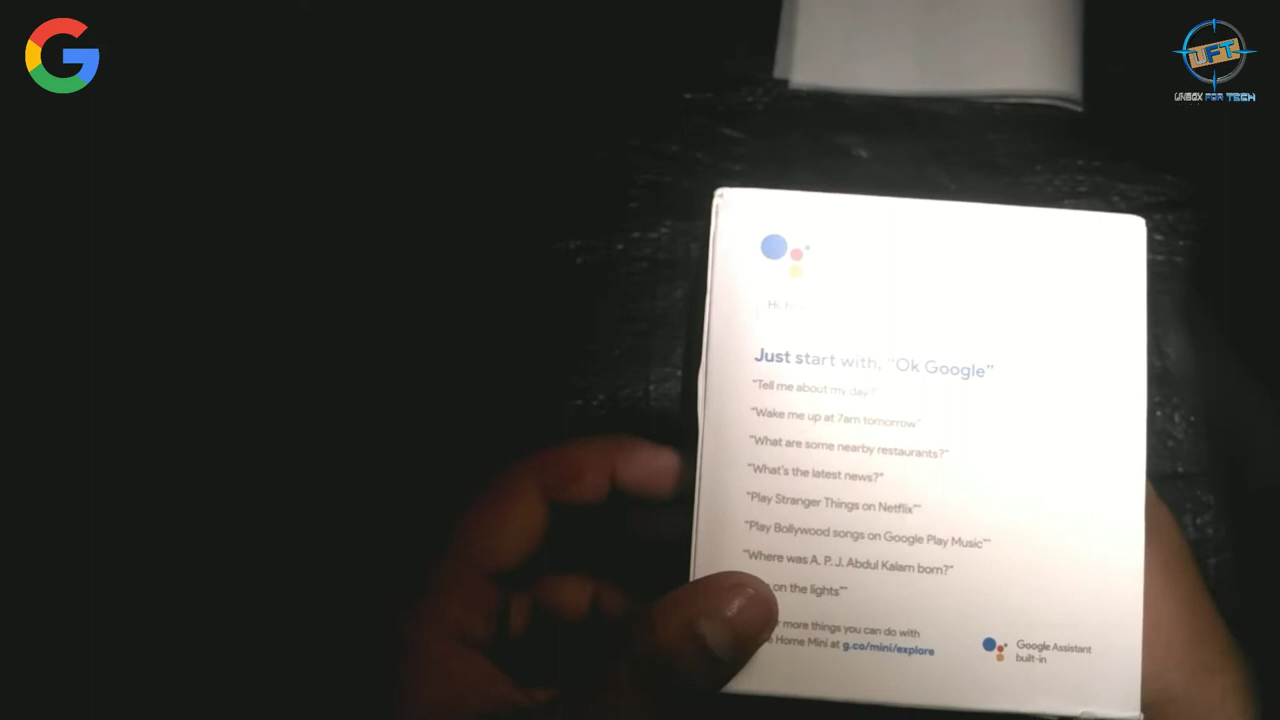 UFT
UNBOX FOR TECH
Just start with, "Ok Google"
"Tell me about my day?"
"Wake me up at 7am tomorrow"
"What are some nearby restaurants?"
"What's the latest news?"
"Play Stranger Things on Netflix*"
"Play Bollywood songs on Google Play Music*"
"Where was A. P. J. Abdul Kalam born?"
on the lights*"
more things you can do with
Home Mini at g.co/mini/explore
Google Assistant
built-in